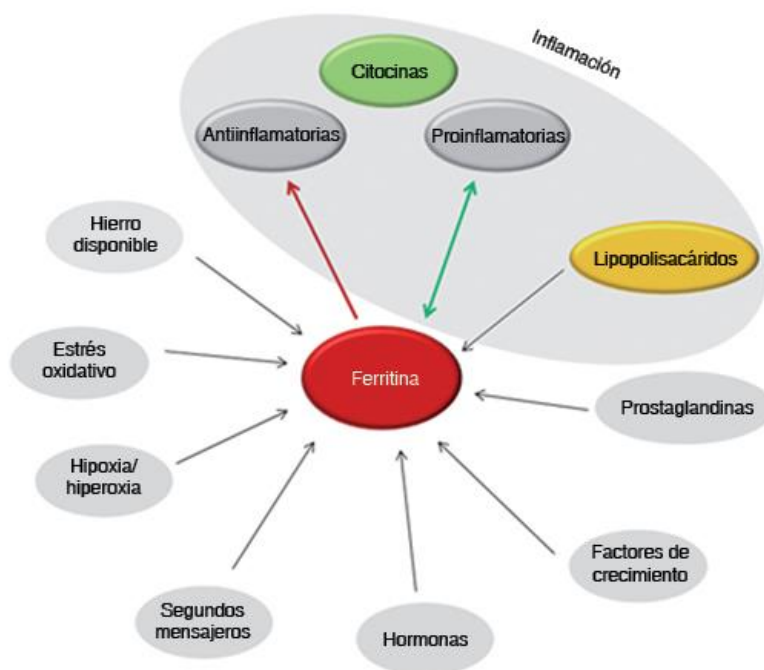 Inflamación
Citocinas
Antiinflamatorias
Proinflamatorias
Lipopolisacáridos
Hierro
disponible
Estrés
oxidativo
Ferritina
Prostaglandinas
Hipoxia/
hiperoxia
Factores de
crecimiento
Segundos
mensajeros
Hormonas